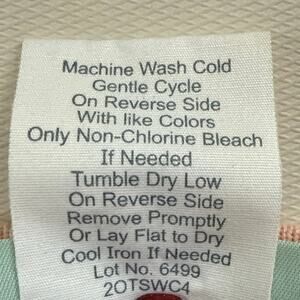 Machine Wash Cold
Gentle Cycle
On Reverse Side
With like Colors
Only Non-Chlorine Bleach
If Needed
Tumble Dry Low
On Reverse Side
Remove Promptly
Or Lay Flat to Dry
Cool Iron If Needed
Lot No. 6499
2OTSWC4